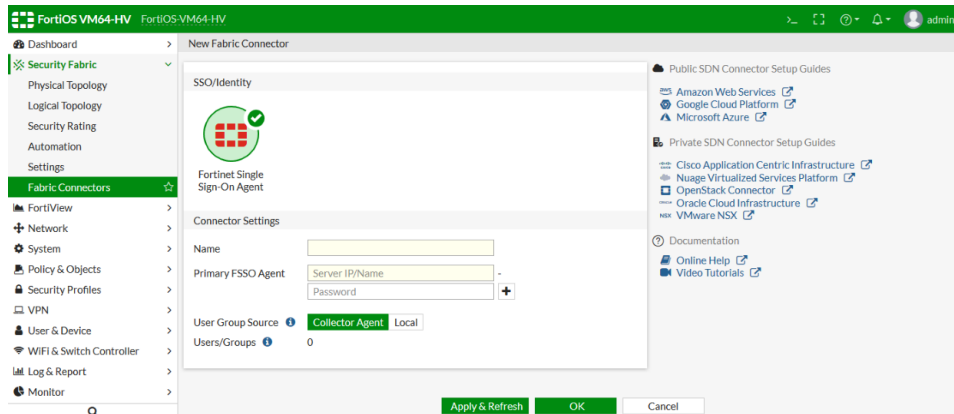 FortiOS VM64-HV FortiOS-VM64-HV
>_ admin
Dashboard
Security Fabric
Physical Topology
Logical Topology
Security Rating
Automation
Settings
Fabric Connectors
FortiView
Network
System
Policy & Objects
Security Profiles
VPN
User & Device
WiFi & Switch Controller
Log & Report
Monitor
New Fabric Connector
SSO/Identity
Fortinet Single
Sign-On Agent
Connector Settings
Name
Primary FSSO Agent Server IP/Name -
Password
User Group Source Collector Agent Local
Users/Groups 0
Apply & Refresh OK Cancel
Public SDN Connector Setup Guides
aws Amazon Web Services
Google Cloud Platform
Microsoft Azure
Private SDN Connector Setup Guides
Cisco Application Centric Infrastructure
Nuage Virtualized Services Platform
OpenStack Connector
Oracle Cloud Infrastructure
NSX VMware NSX
Documentation
Online Help
Video Tutorials